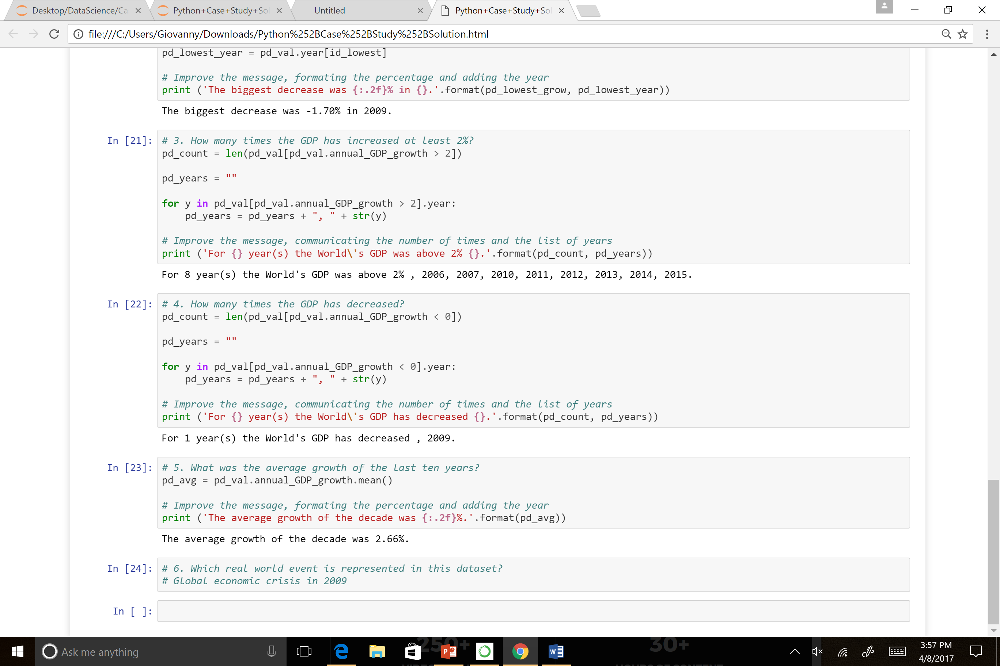 Desktop/DataScience/Ca
Python+Case+Study+Sol
Untitled
Python+Case+Study+Sol
file:///C:/Users/Giovanny/Downloads/Python%252BCase%252BStudy%252BSolution.html
pd_lowest_year = pd_val.year[id_lowest]
# Improve the message, formating the percentage and adding the year
print ('The biggest decrease was {:.2f}% in {}.'.format(pd_lowest_grow, pd_lowest_year))
The biggest decrease was -1.70% in 2009.
In [21]:
# 3. How many times the GDP has increased at least 2%?
pd_count = len(pd_val[pd_val.annual_GDP_growth > 2])
pd_years = ""
for y in pd_val[pd_val.annual_GDP_growth > 2].year:
    pd_years = pd_years + ", " + str(y)
# Improve the message, communicating the number of times and the list of years
print ('For {} year(s) the World\'s GDP was above 2% {}.'.format(pd_count, pd_years))
For 8 year(s) the World's GDP was above 2% , 2006, 2007, 2010, 2011, 2012, 2013, 2014, 2015.
In [22]:
# 4. How many times the GDP has decreased?
pd_count = len(pd_val[pd_val.annual_GDP_growth < 0])
pd_years = ""
for y in pd_val[pd_val.annual_GDP_growth < 0].year:
    pd_years = pd_years + ", " + str(y)
# Improve the message, communicating the number of times and the list of years
print ('For {} year(s) the World\'s GDP has decreased {}.'.format(pd_count, pd_years))
For 1 year(s) the World's GDP has decreased , 2009.
In [23]:
# 5. What was the average growth of the last ten years?
pd_avg = pd_val.annual_GDP_growth.mean()
# Improve the message, formating the percentage and adding the year
print ('The average growth of the decade was {:.2f}%.'.format(pd_avg))
The average growth of the decade was 2.66%.
In [24]:
# 6. Which real world event is represented in this dataset?
# Global economic crisis in 2009
In [ ]:
Ask me anything
250+
30+
HOURS OF CONTENT
3:57 PM
4/8/2017